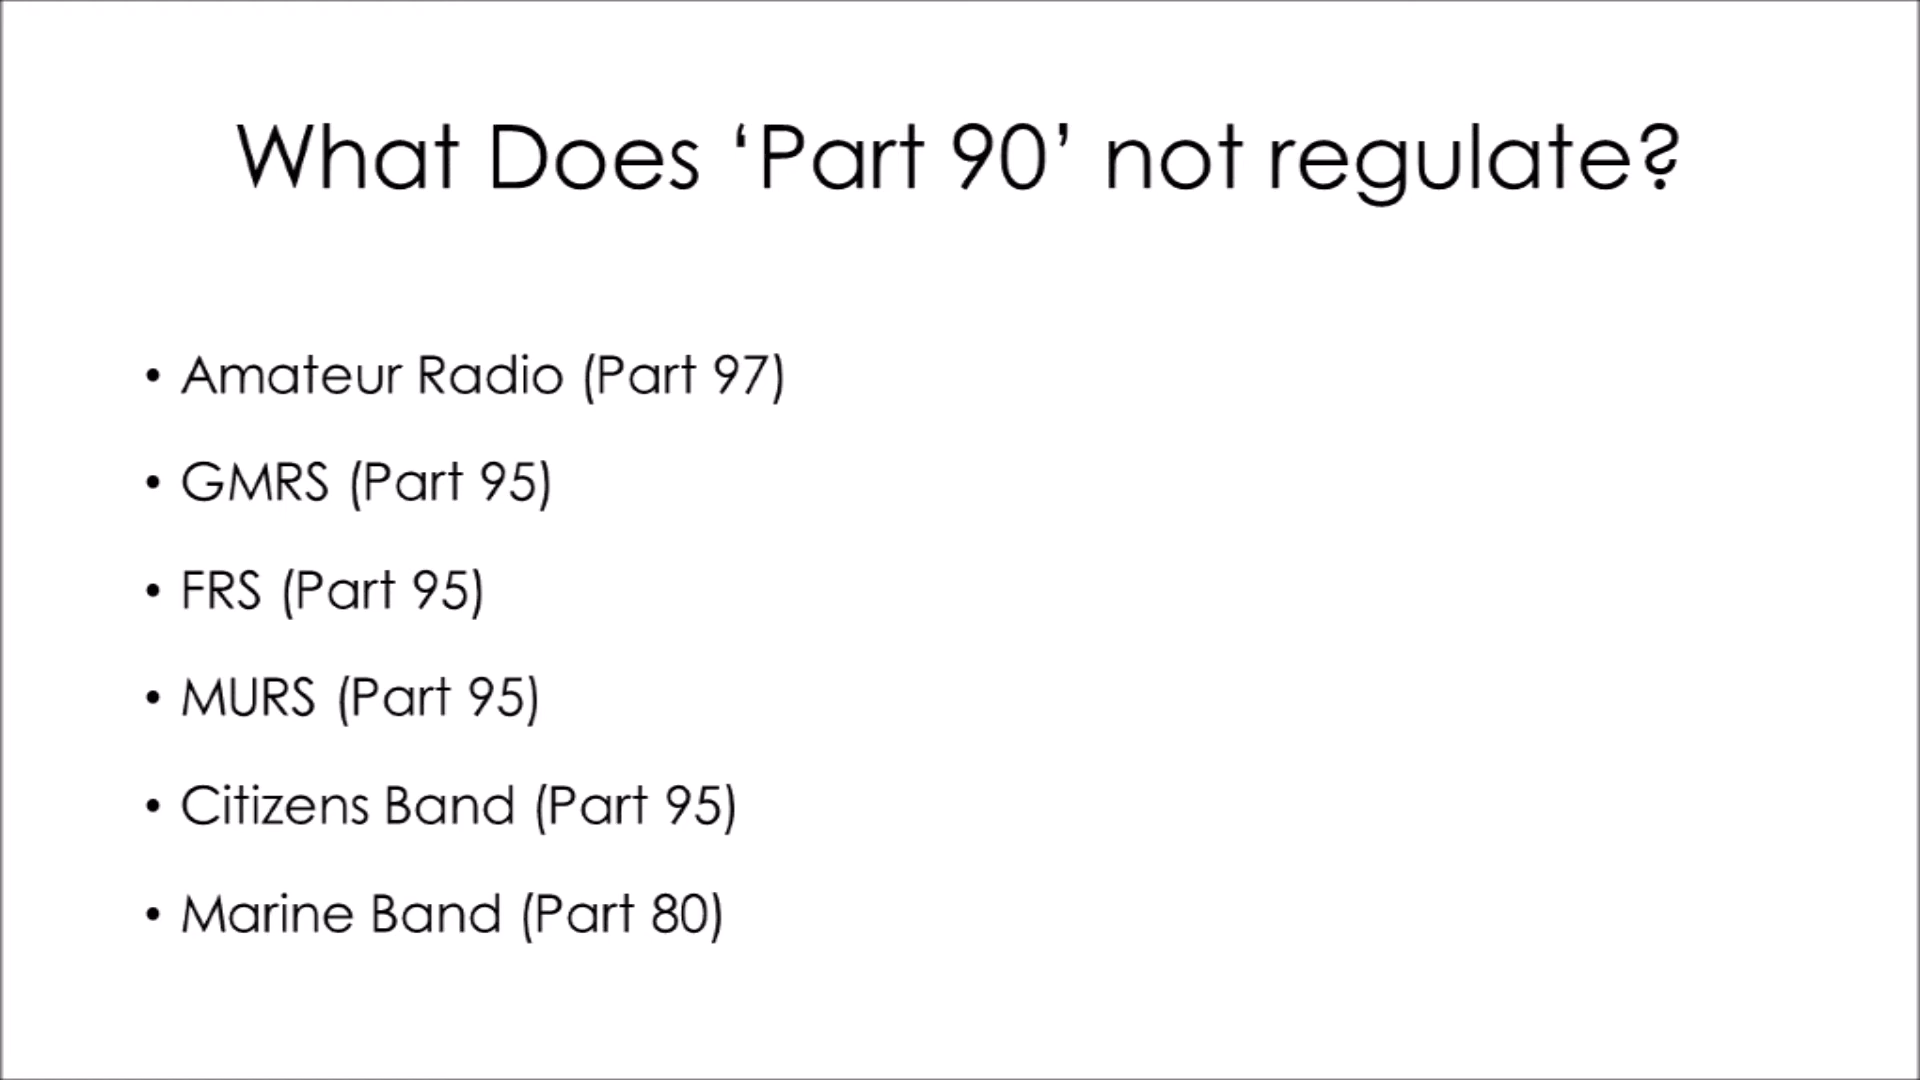 What Does ‘Part 90’ not regulate?
• Amateur Radio (Part 97)
• GMRS (Part 95)
• FRS (Part 95)
• MURS (Part 95)
• Citizens Band (Part 95)
• Marine Band (Part 80)